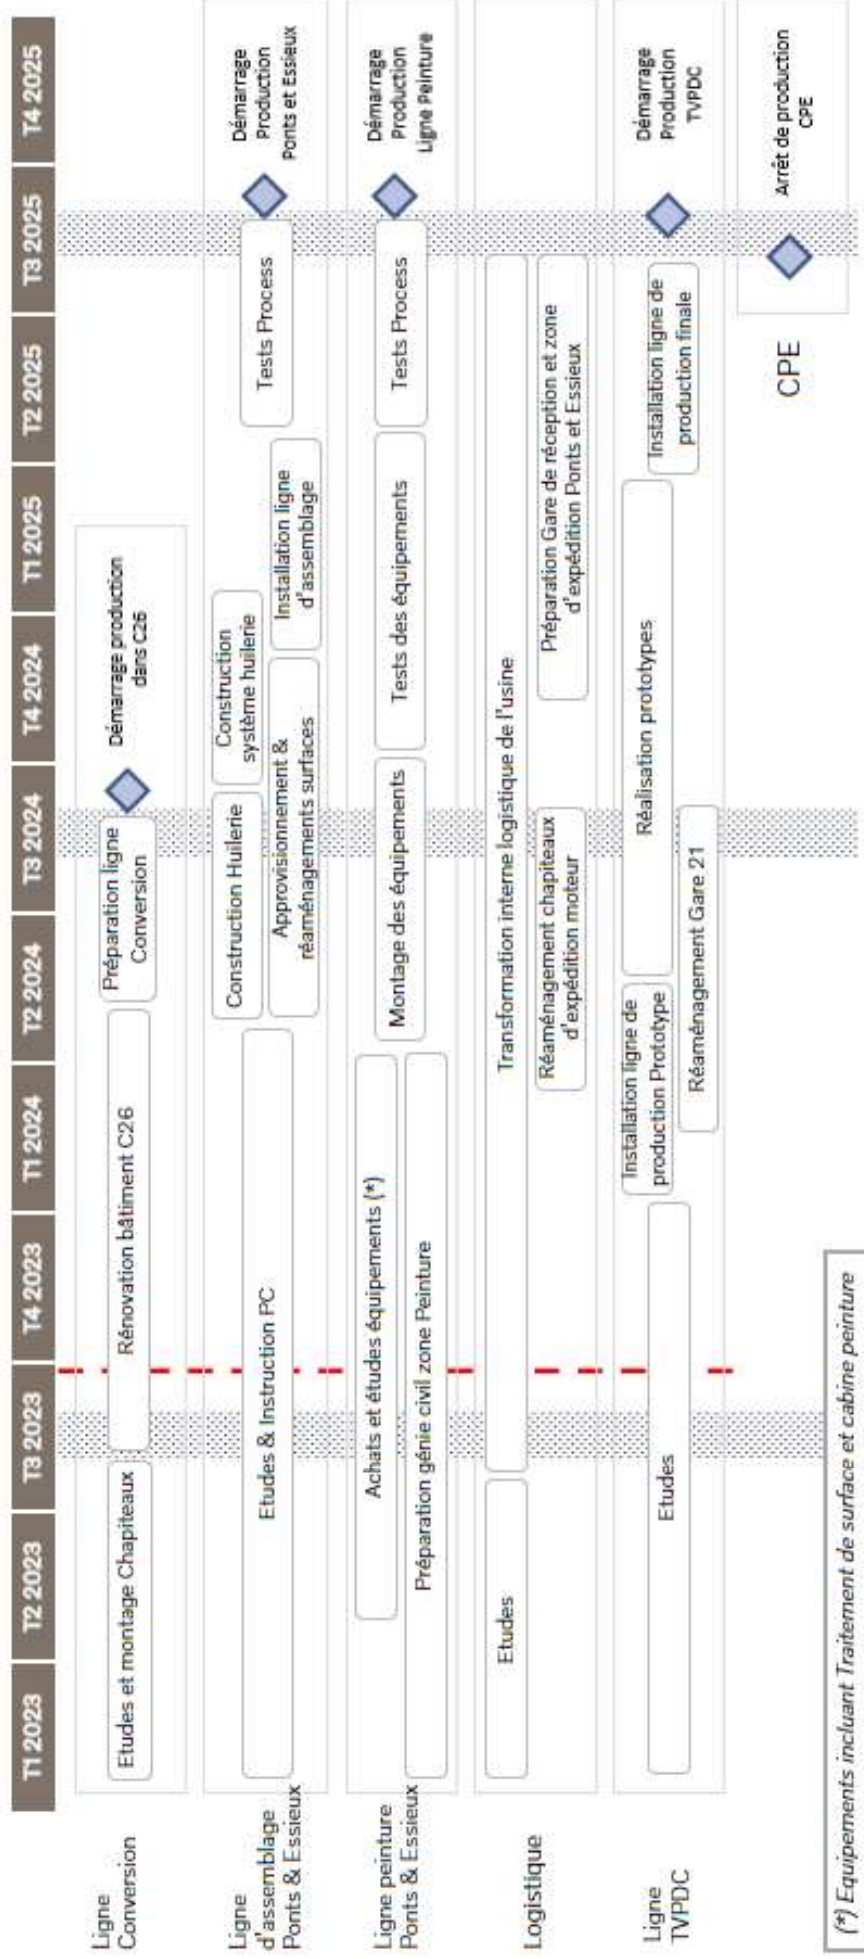 T1 2023
T2 2023
T3 2023
T4 2023
T1 2024
T2 2024
T3 2024
T4 2024
T1 2025
T2 2025
T3 2025
T4 2025
Ligne
Conversion
Etudes et montage Chapiteaux
Rénovation bâtiment C26
Préparation ligne
Conversion
Démarrage production
dans C26
Ligne
d'assemblage
Ponts & Essieux
Etudes & Instruction PC
Construction Huilerie
Construction
système huilerie
Approvisionnement &
réaménagements surfaces
Installation ligne
d'assemblage
Tests Process
Démarrage
Production
Ponts et Essieux
Ligne peinture
Ponts & Essieux
Achats et études équipements (*)
Préparation génie civil zone Peinture
Montage des équipements
Tests des équipements
Tests Process
Démarrage
Production
Ligne Peinture
Logistique
Etudes
Transformation interne logistique de l'usine
Réaménagement chapiteaux
d'expédition moteur
Préparation Gare de réception et zone
d'expédition Ponts et Essieux
Ligne
TVPDC
Etudes
Installation ligne de
production Prototype
Réaménagement Gare 21
Réalisation prototypes
Installation ligne de
production finale
Démarrage
Production
TVPDC
CPE
Arrêt de production
CPE
(*) Equipements incluant Traitement de surface et cabine peinture